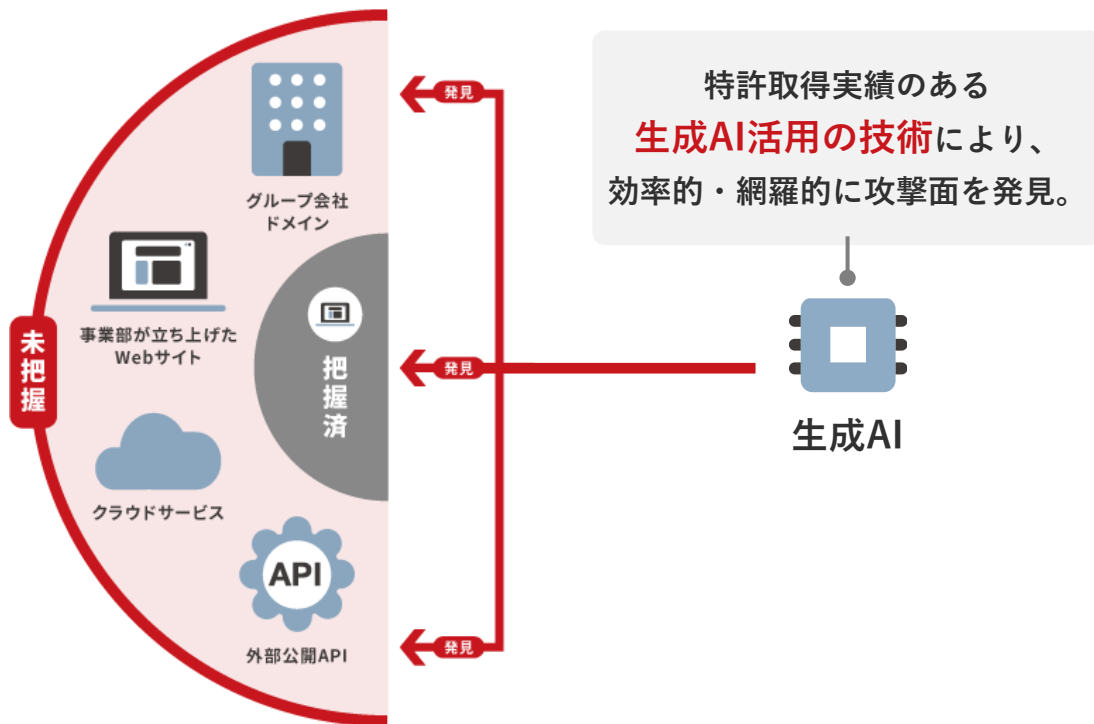 特許取得実績のある
生成AI活用の技術により、
効率的・網羅的に攻撃面を発見。
生成AI
発見
発見
発見
グループ会社
ドメイン
事業部が立ち上げた
Webサイト
クラウドサービス
API
外部公開API
未把握
把握済